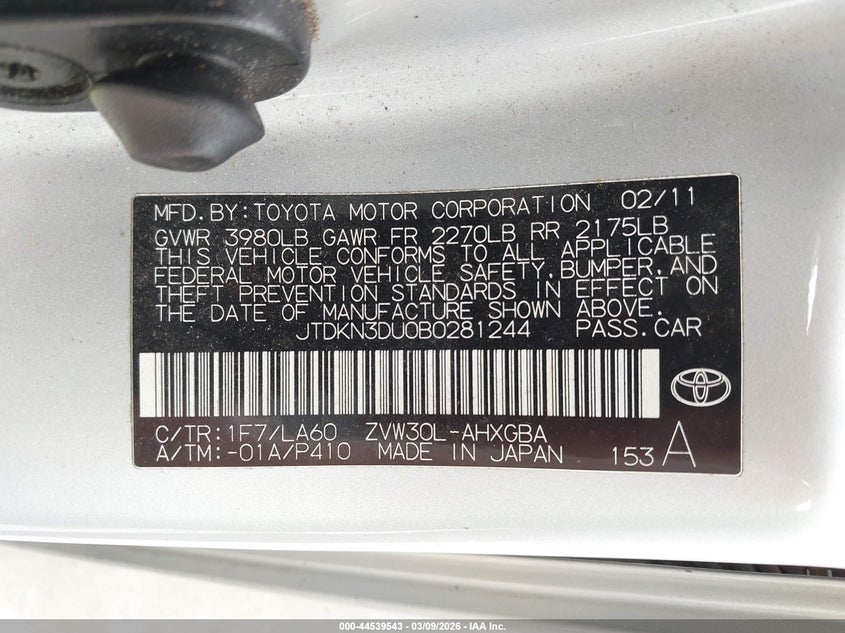 MFD. BY: TOYOTA MOTOR CORPORATION 02/11
GVWR 3980LB GAWR FR 2270LB RR 2175LB
THIS VEHICLE CONFORMS TO ALL APPLICABLE
FEDERAL MOTOR VEHICLE SAFETY, BUMPER, AND
THEFT PREVENTION STANDARDS IN EFFECT ON
THE DATE OF MANUFACTURE SHOWN ABOVE.
JTDKN3DU0B0281244 PASS. CAR
C/TR: 1F7/LA60 ZVW30L-AHXGBA
A/TM: -01A/P410 MADE IN JAPAN 153 A
000-44539543 - 03/09/2026 - IAA Inc.